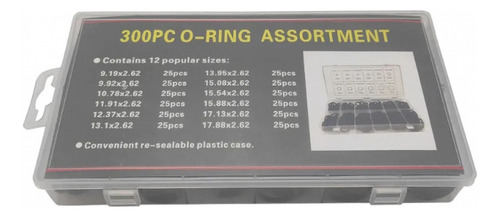 300PC O-RING ASSORTMENT
● Contains 12 popular sizes:
9.19x2.62 25pcs 13.95x2.62 25pcs
9.92x2.62 25pcs 15.08x2.62 25pcs
10.78x2.62 25pcs 15.54x2.62 25pcs
11.91x2.62 25pcs 15.88x2.62 25pcs
12.37x2.62 25pcs 17.13x2.62 25pcs
13.1x2.62 25pcs 17.88x2.62 25pcs
● Convenient re-sealable plastic case.